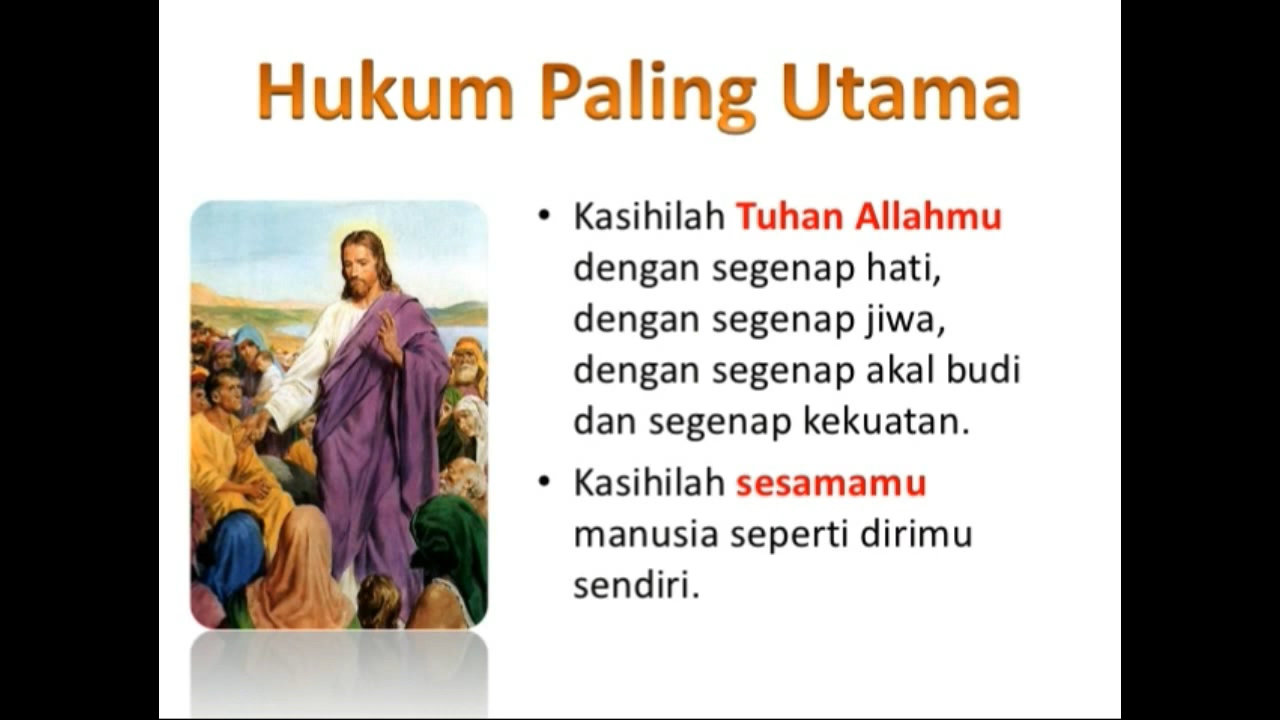 Hukum Paling Utama
• Kasihilah Tuhan Allahmu
dengan segenap hati,
dengan segenap jiwa,
dengan segenap akal budi
dan segenap kekuatan.
• Kasihilah sesamamu
manusia seperti dirimu
sendiri.